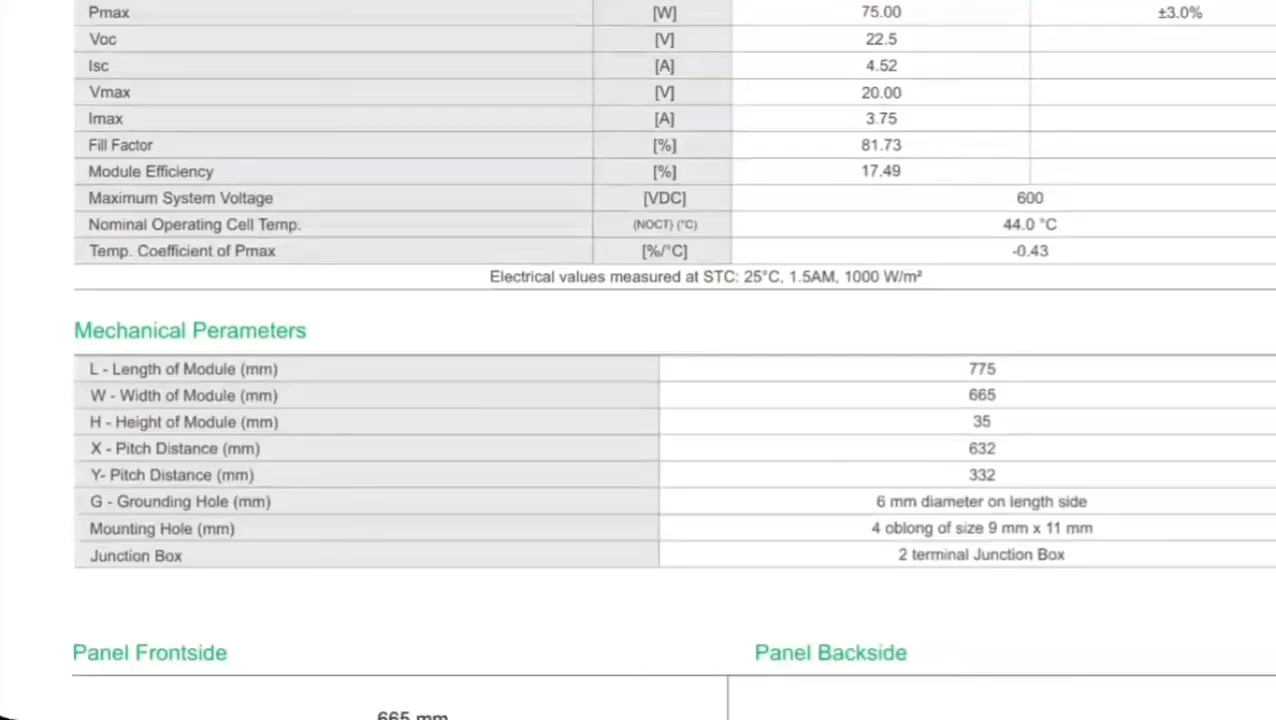 Pmax [W] 75.00 ±3.0%
Voc [V] 22.5
Isc [A] 4.52
Vmax [V] 20.00
Imax [A] 3.75
Fill Factor [%] 81.73
Module Efficiency [%] 17.49
Maximum System Voltage [VDC] 600
Nominal Operating Cell Temp. (NOCT) (°C) 44.0 °C
Temp. Coefficient of Pmax [%/°C] -0.43
Electrical values measured at STC: 25°C, 1.5AM, 1000 W/m²
Mechanical Perameters
L - Length of Module (mm) 775
W - Width of Module (mm) 665
H - Height of Module (mm) 35
X - Pitch Distance (mm) 632
Y- Pitch Distance (mm) 332
G - Grounding Hole (mm) 6 mm diameter on length side
Mounting Hole (mm) 4 oblong of size 9 mm x 11 mm
Junction Box 2 terminal Junction Box
Panel Frontside Panel Backside
665 mm